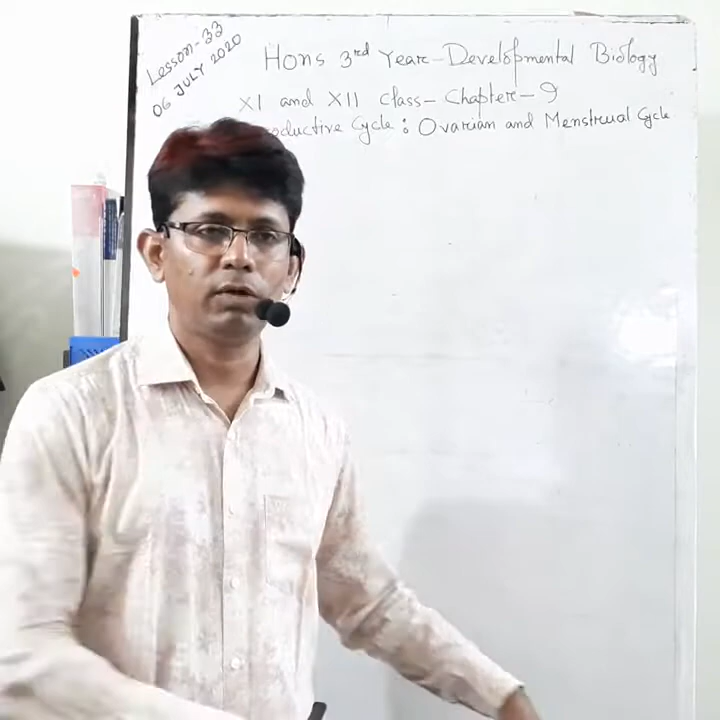 Lesson-33
06 JULY 2020
Hons 3rd Year-Developmental Biology
XI and XII Class-Chapter-9
oductive Cycle : Ovarian and Menstrual Cycle